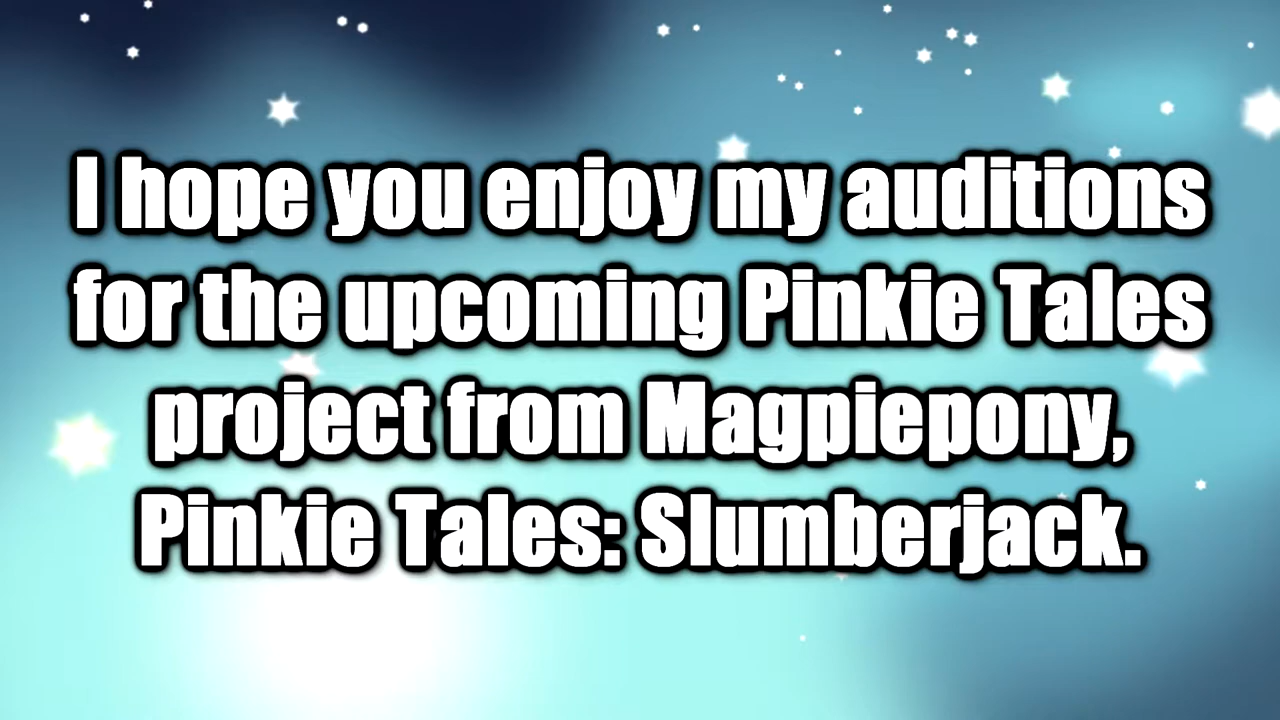 I hope you enjoy my auditions
for the upcoming Pinkie Tales
project from Magpiepony,
Pinkie Tales: Slumberjack.